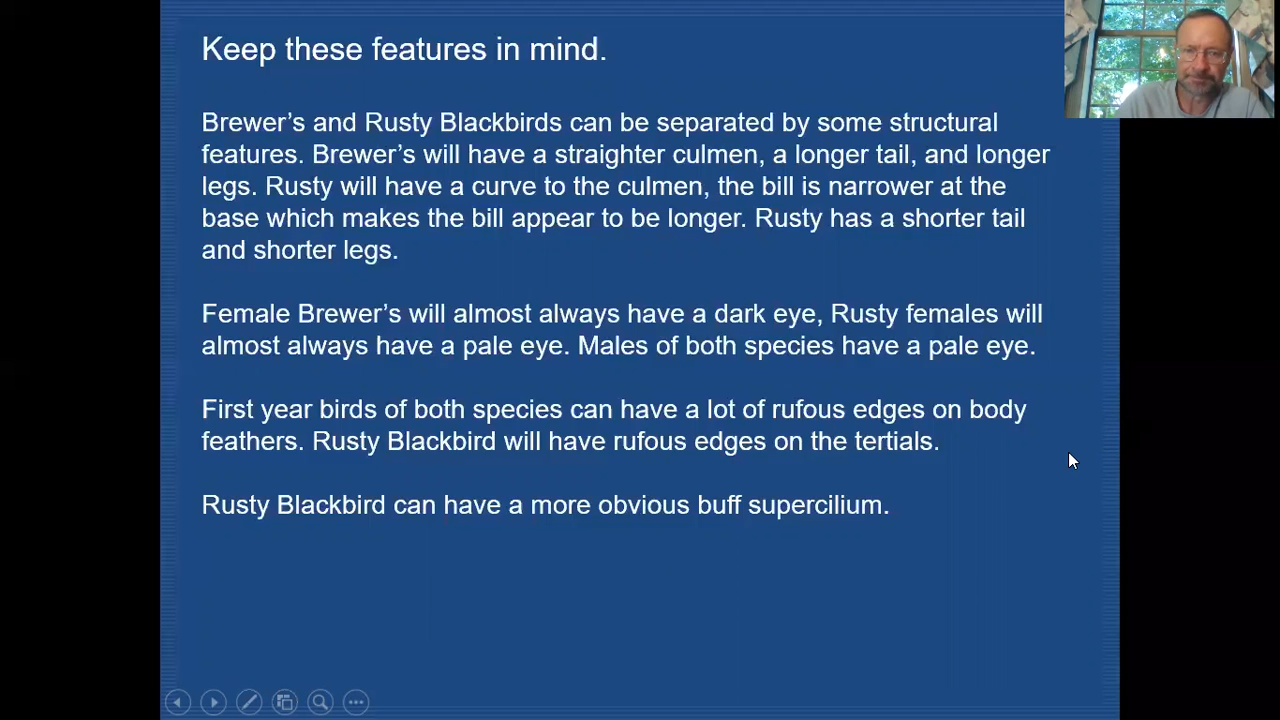 Keep these features in mind.
Brewer’s and Rusty Blackbirds can be separated by some structural
features. Brewer’s will have a straighter culmen, a longer tail, and longer
legs. Rusty will have a curve to the culmen, the bill is narrower at the
base which makes the bill appear to be longer. Rusty has a shorter tail
and shorter legs.
Female Brewer’s will almost always have a dark eye, Rusty females will
almost always have a pale eye. Males of both species have a pale eye.
First year birds of both species can have a lot of rufous edges on body
feathers. Rusty Blackbird will have rufous edges on the tertials.
Rusty Blackbird can have a more obvious buff supercilium.